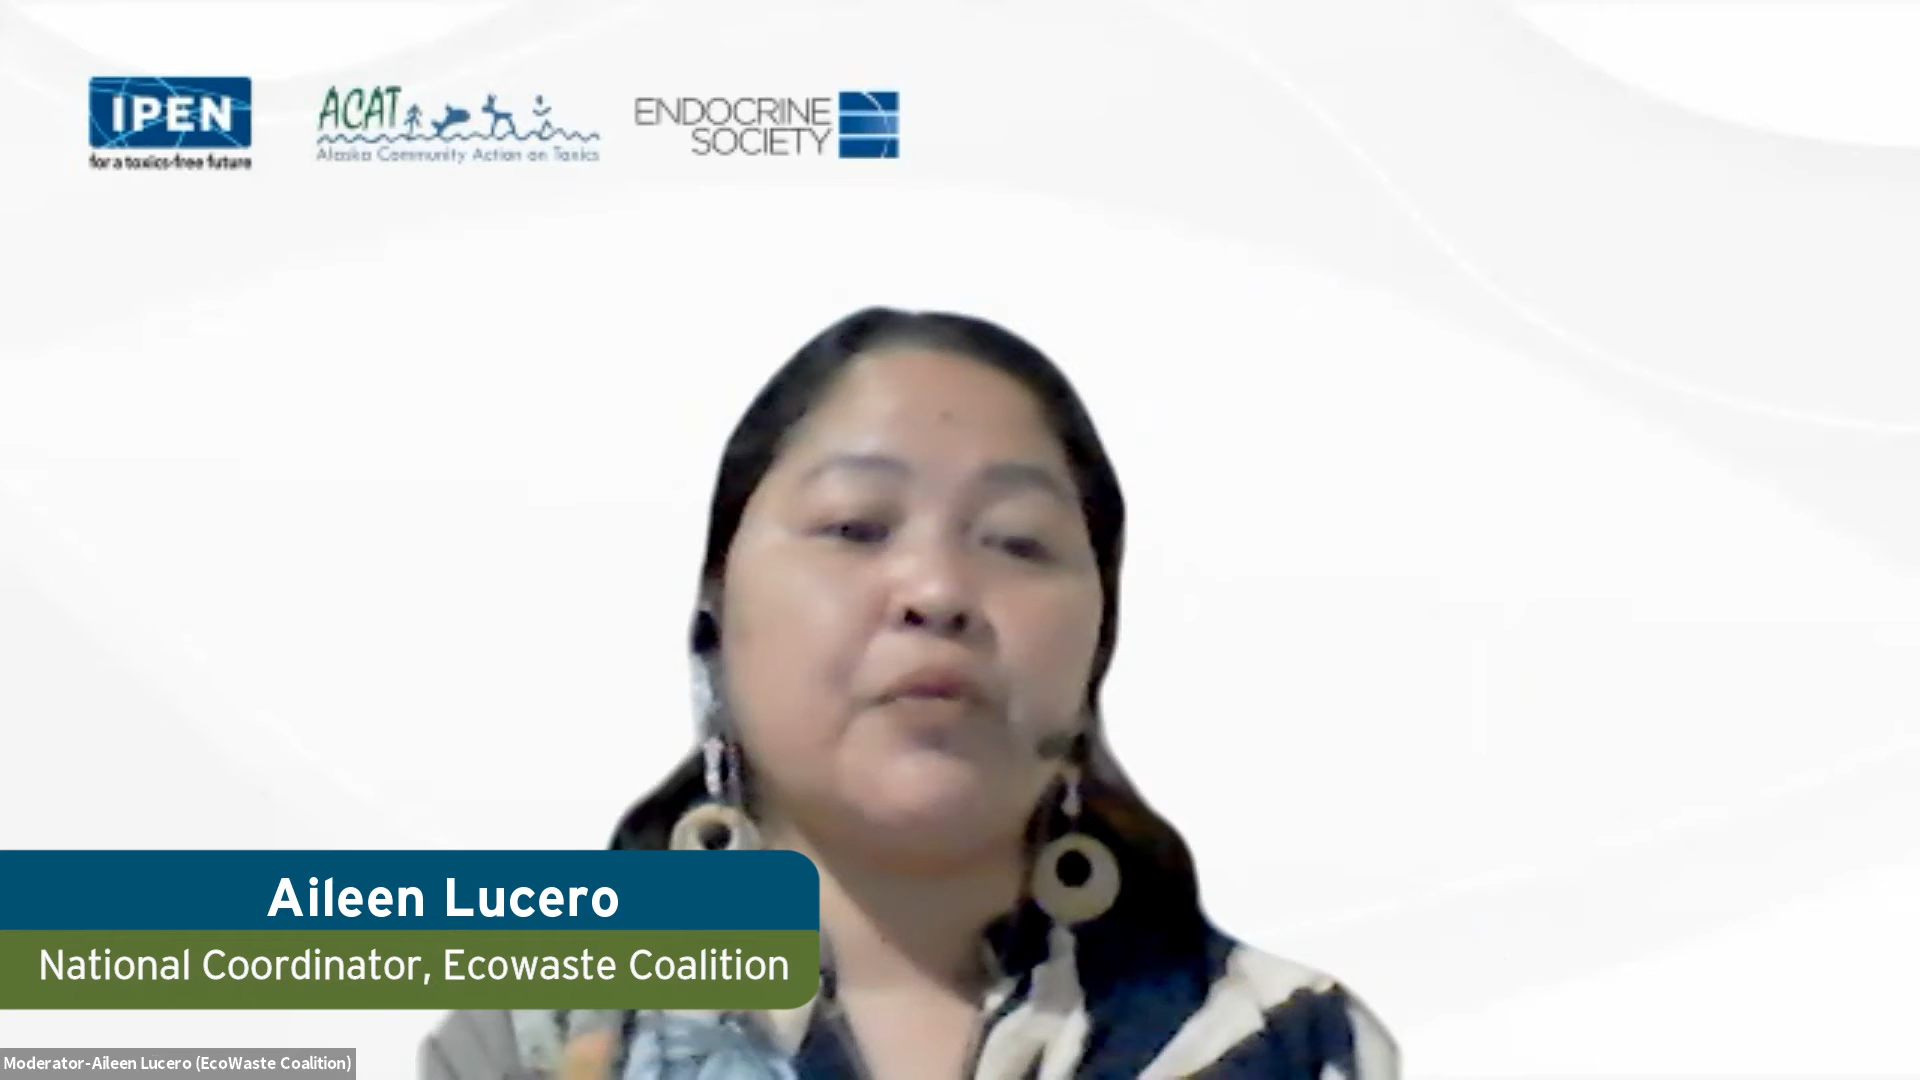 IPEN
for a toxics-free future
ACAT
Alaska Community Action on Toxics
ENDOCRINE
SOCIETY
Aileen Lucero
National Coordinator, Ecowaste Coalition
Moderator-Aileen Lucero (EcoWaste Coalition)